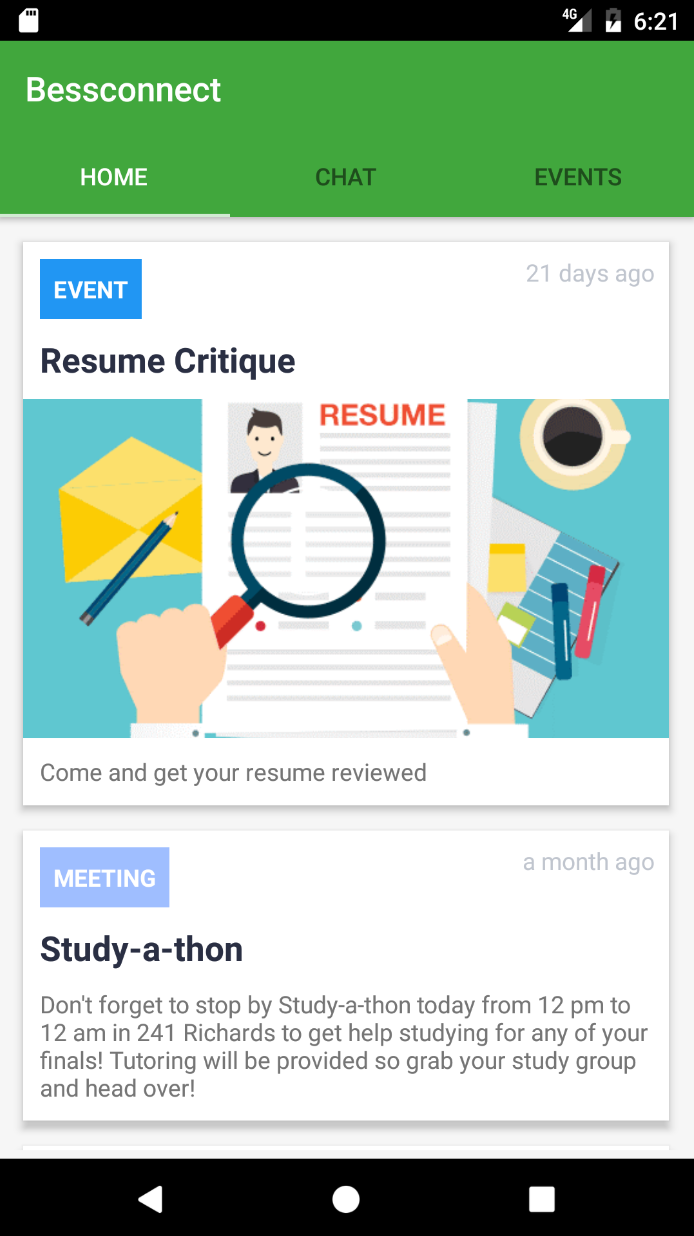 4G 6:21
Bessconnect
HOME CHAT EVENTS
EVENT 21 days ago
Resume Critique
RESUME
Come and get your resume reviewed
MEETING a month ago
Study-a-thon
Don't forget to stop by Study-a-thon today from 12 pm to
12 am in 241 Richards to get help studying for any of your
finals! Tutoring will be provided so grab your study group
and head over!